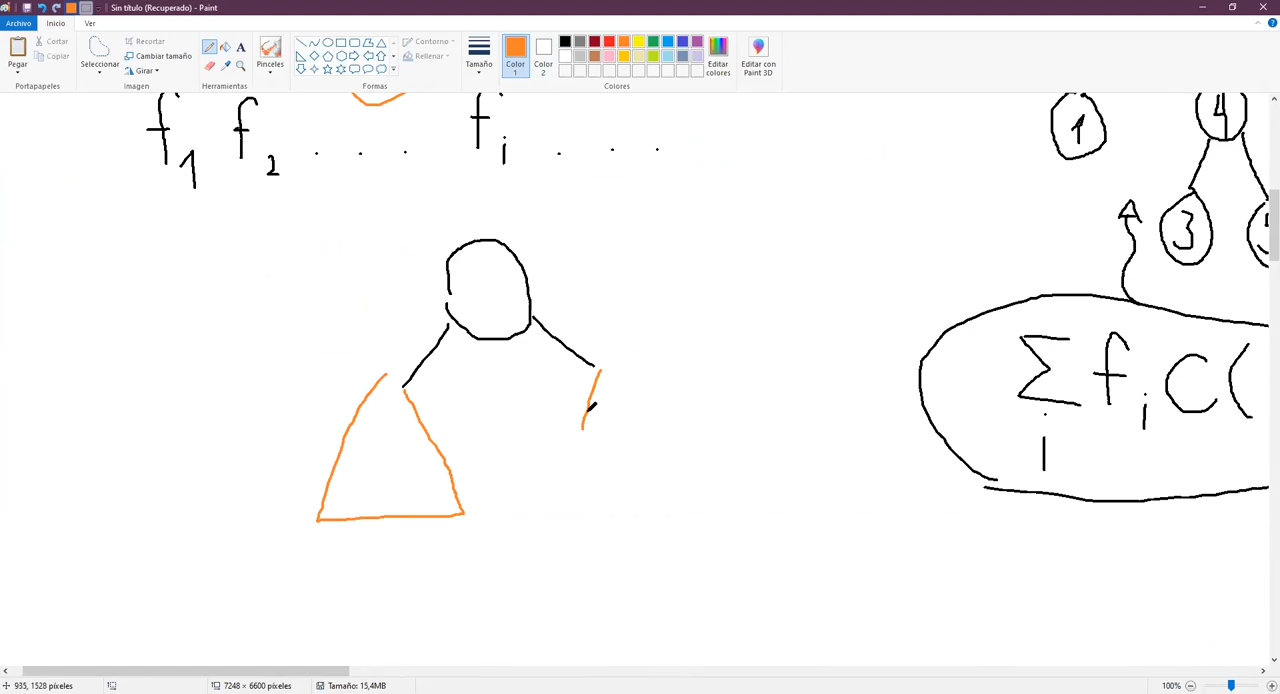 Sin título (Recuperado) - Paint
Archivo Inicio Ver
Pegar
Cortar
Copiar
Portapapeles
Seleccionar
Recortar
Cambiar tamaño
Girar
Imagen
A
Herramientas
Pinceles
Contorno
Rellenar
Formas
Tamaño
Color 1
Color 2
Editar colores
Colores
Editar con Paint 3D
f1 f2 . . . fi . . .
1
4
3
∑ fi C(
i
935, 1528 píxeles
7248 × 6600 píxeles
Tamaño: 15,4MB
100%